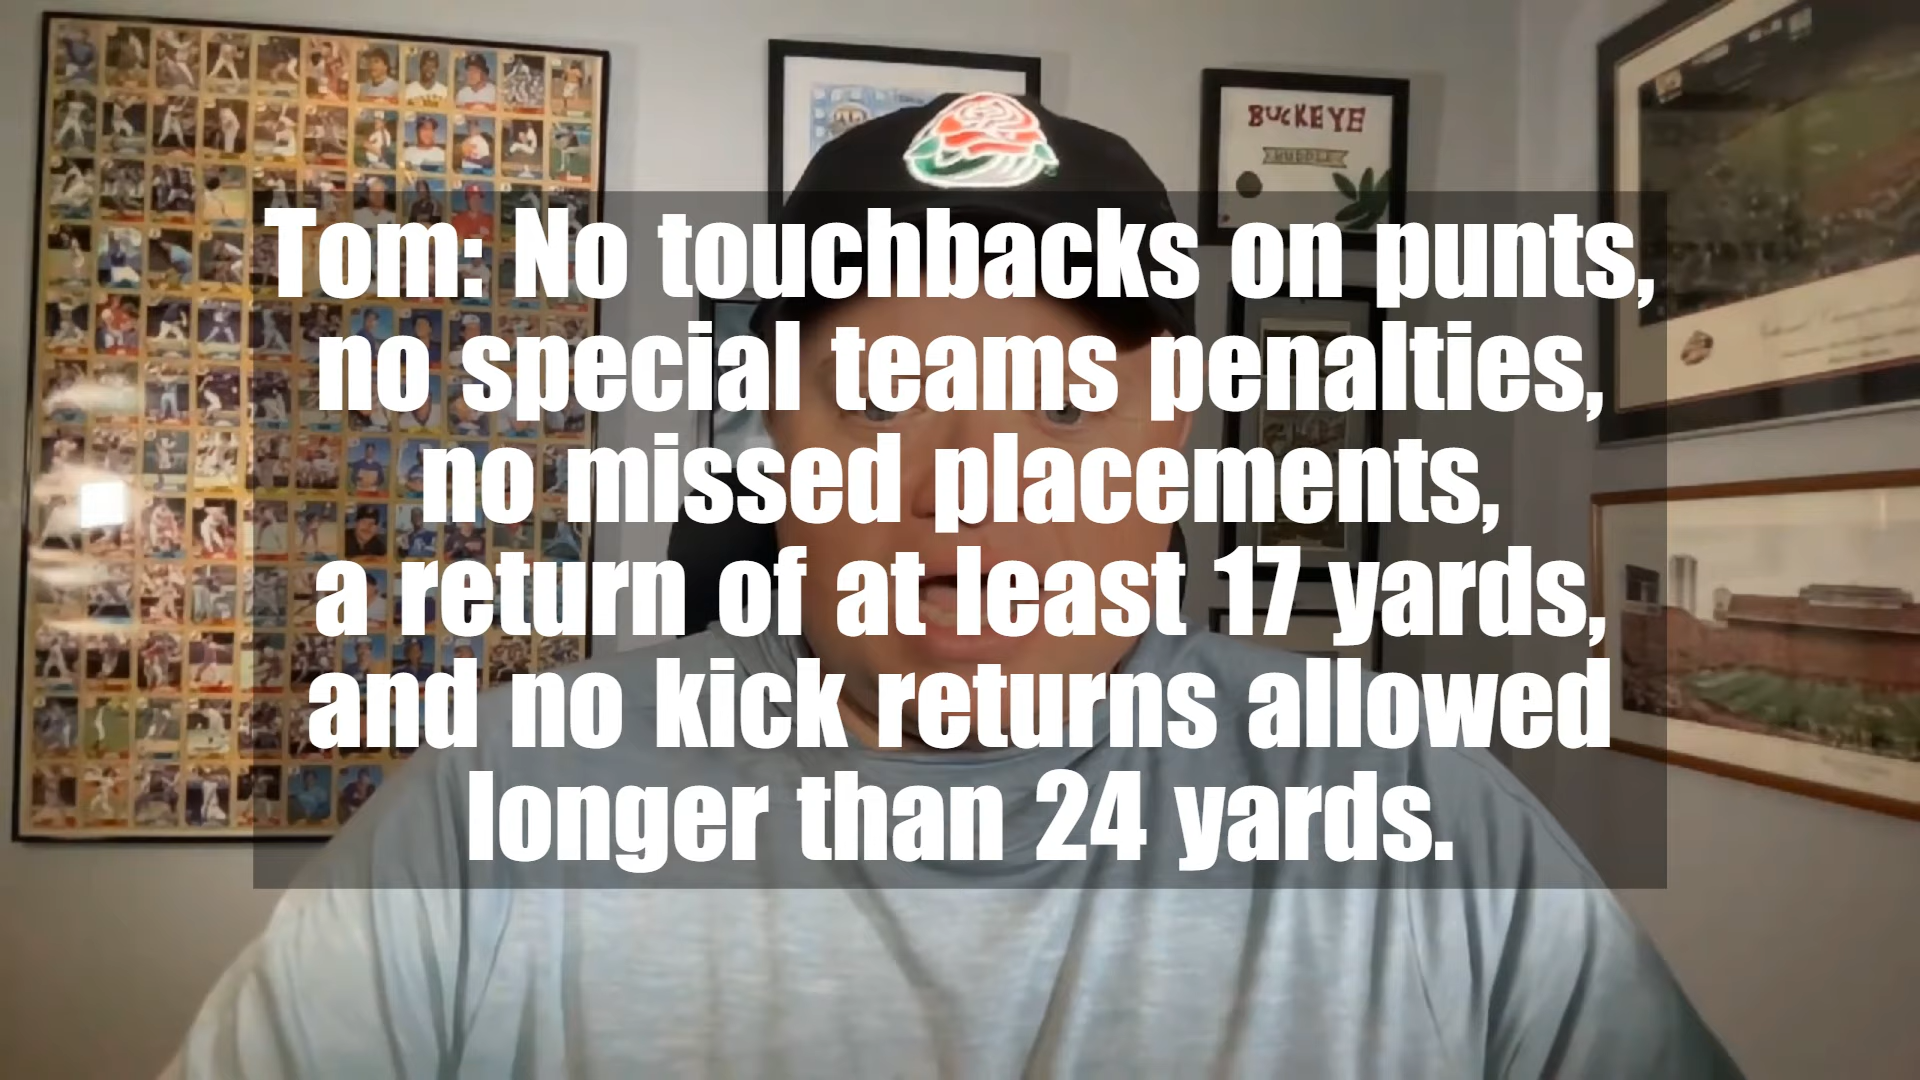 BUCKEYE
HUDDLE
Tom: No touchbacks on punts,
no special teams penalties,
no missed placements,
a return of at least 17 yards,
and no kick returns allowed
longer than 24 yards.